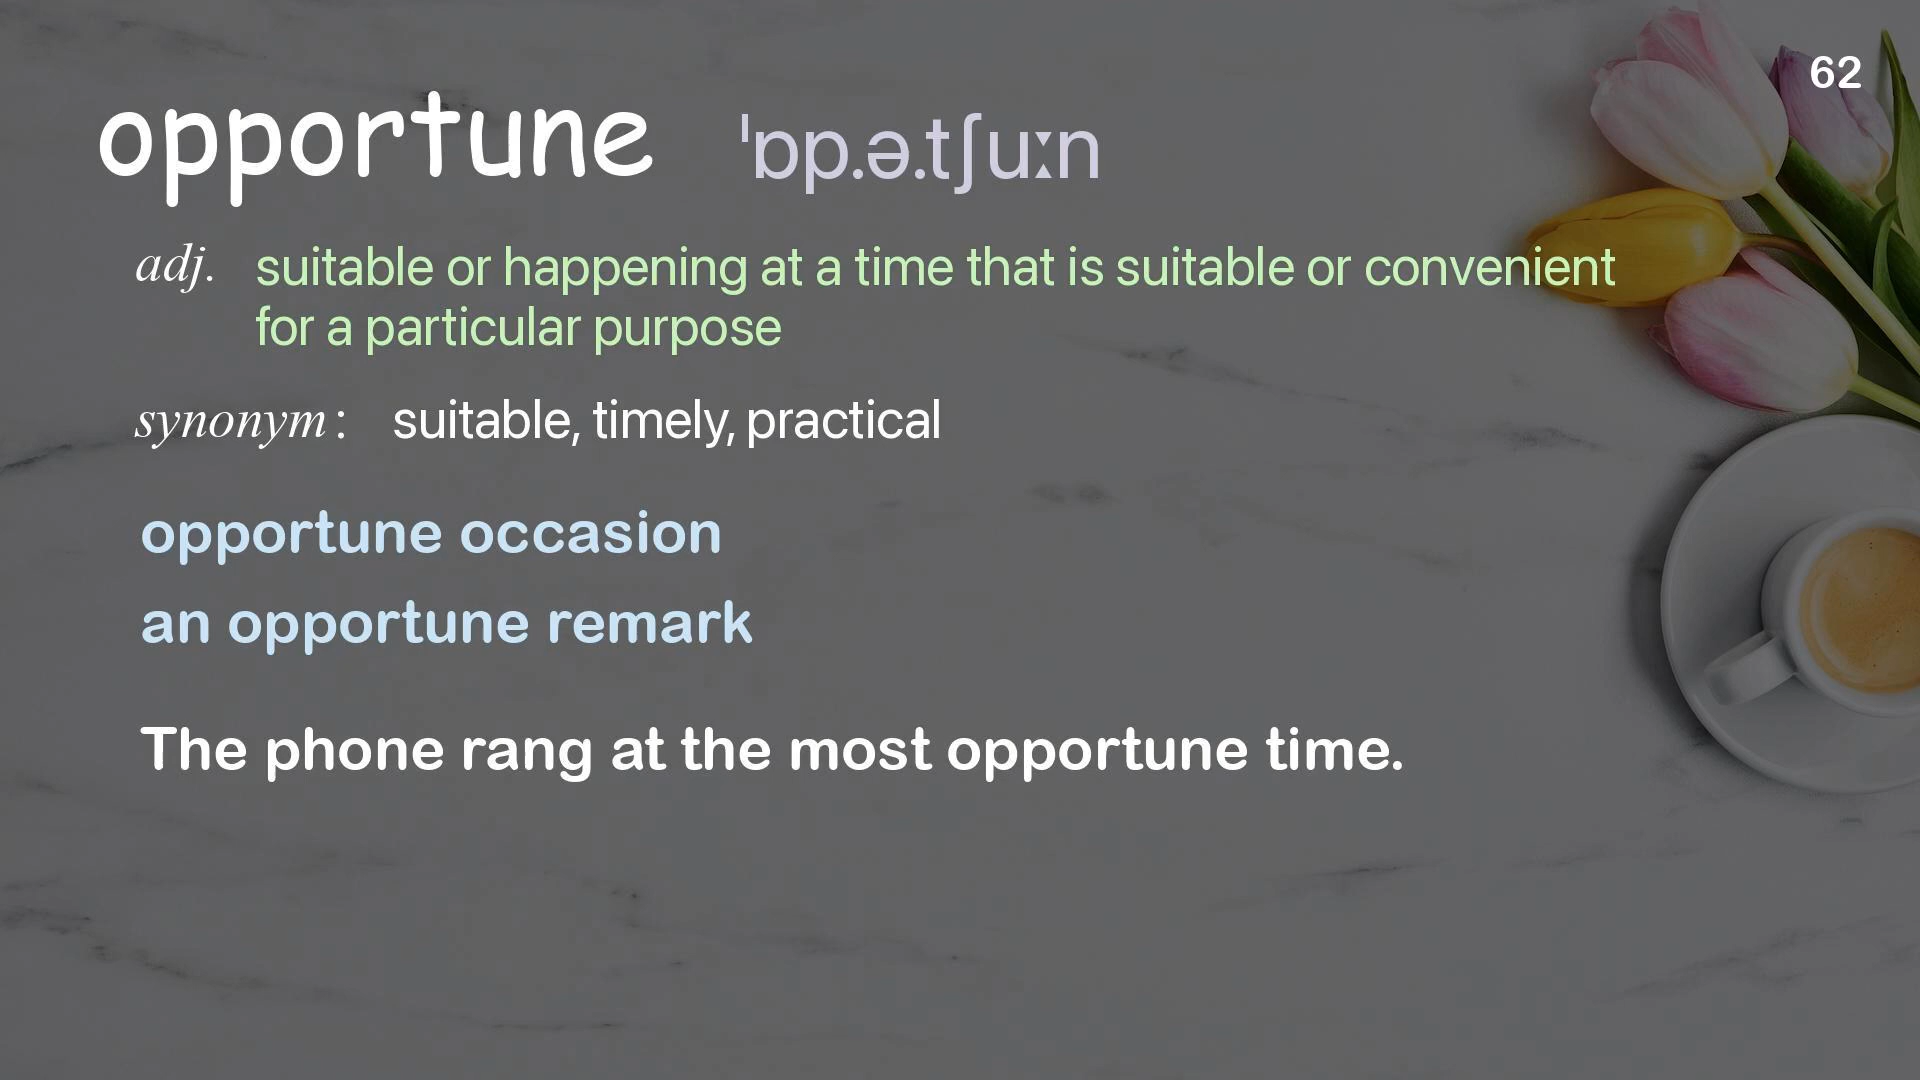 62
opportune ˈɒp.ə.tʃuːn
adj. suitable or happening at a time that is suitable or convenient
for a particular purpose
synonym: suitable, timely, practical
opportune occasion
an opportune remark
The phone rang at the most opportune time.